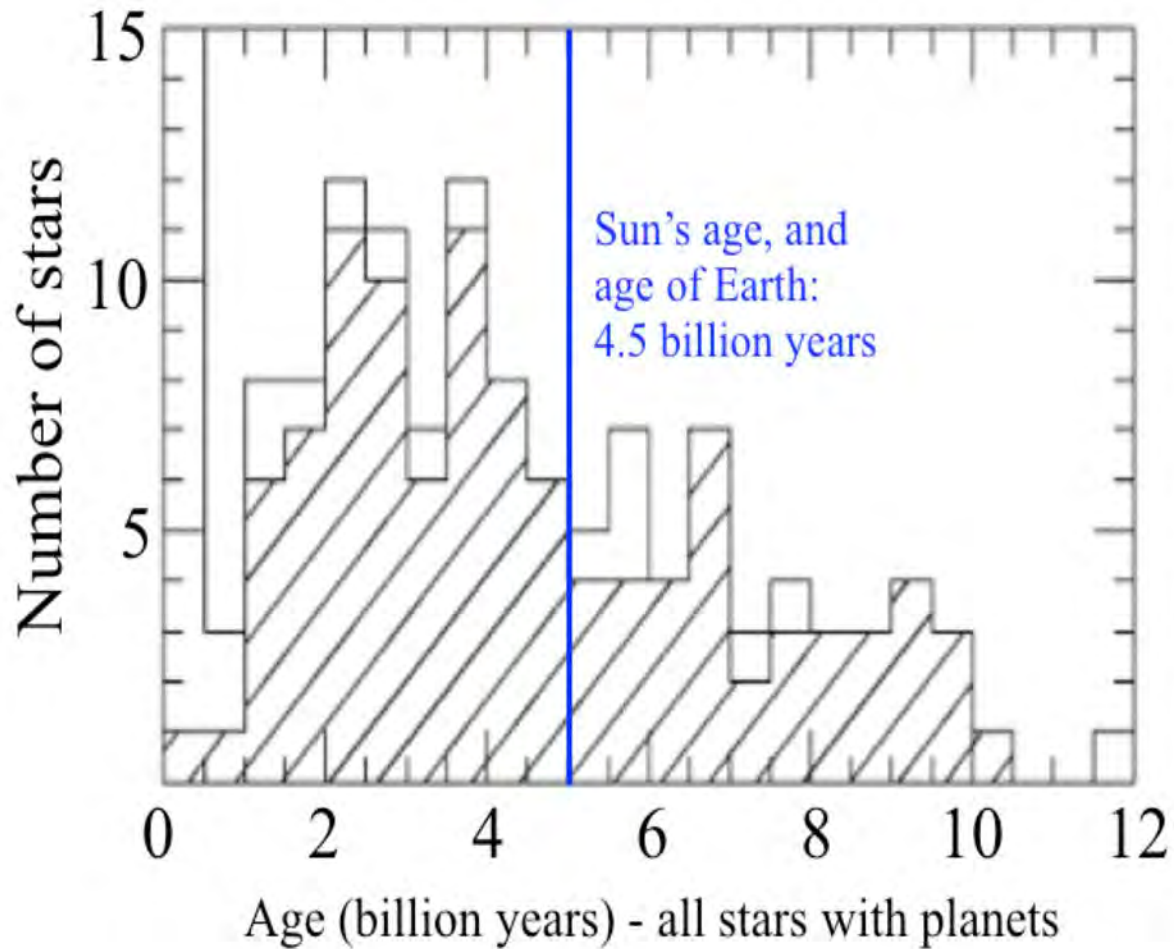 15
10
5
Number of stars
Sun’s age, and
age of Earth:
4.5 billion years
0 2 4 6 8 10 12
Age (billion years) - all stars with planets